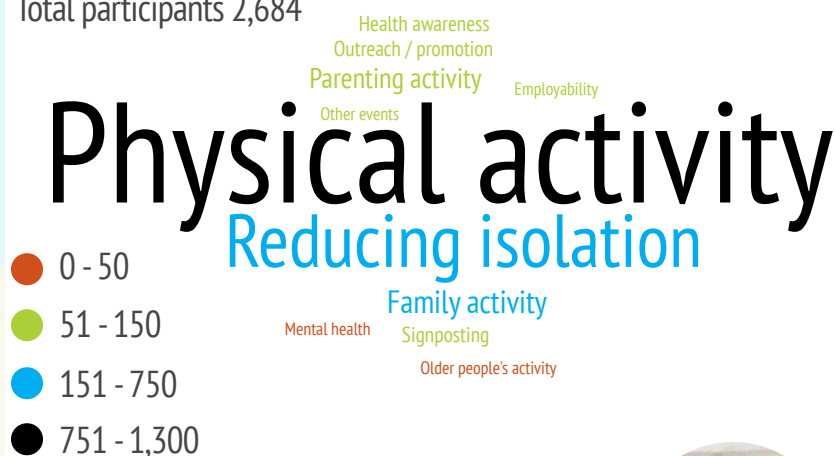 Total participants 2,684
Health awareness
Outreach / promotion
Parenting activity
Employability
Other events
Physical activity
Reducing isolation
Family activity
Mental health
Signposting
Older people's activity
0 - 50
51 - 150
151 - 750
751 - 1,300